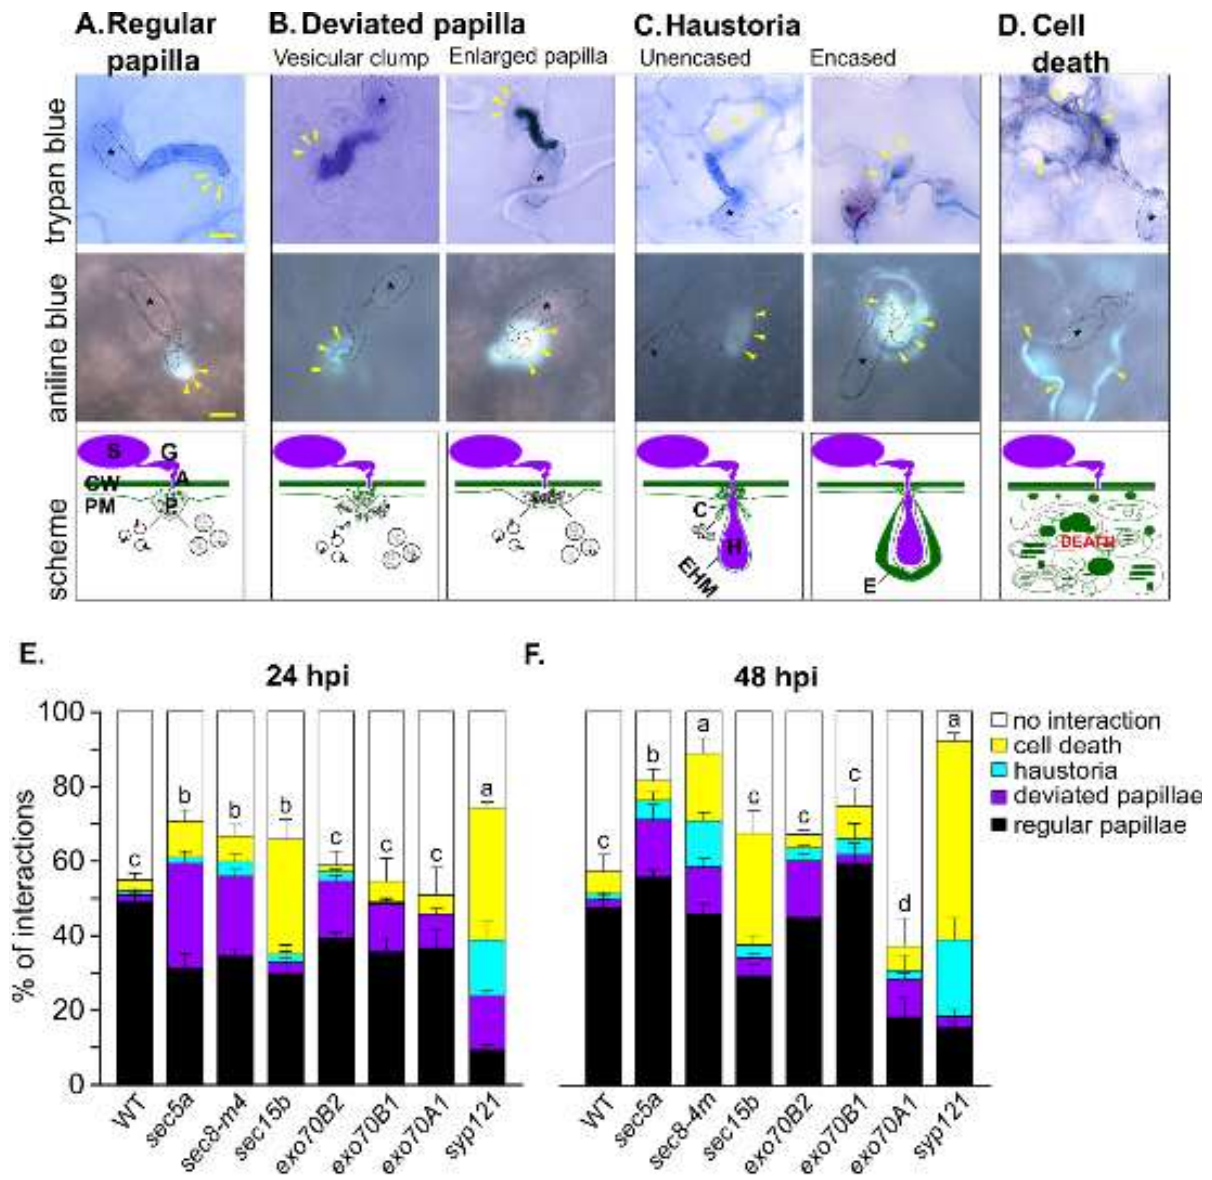 A. Regular papilla
B. Deviated papilla
Vesicular clump
Enlarged papilla
C. Haustoria
Unencased
Encased
D. Cell death
trypan blue
aniline blue
scheme
S
G
A
CW
PM
P
C
H
EHM
E
DEATH
E.
24 hpi
F.
48 hpi
% of interactions
100
80
60
40
20
0
c
b
b
b
c
c
c
a
b
a
c
c
c
d
a
no interaction
cell death
haustoria
deviated papillae
regular papillae
WT
sec5a
sec8-m4
sec15b
exo70B2
exo70B1
exo70A1
syp121
WT
sec5a
sec8-4m
sec15b
exo70B2
exo70B1
exo70A1
syp121